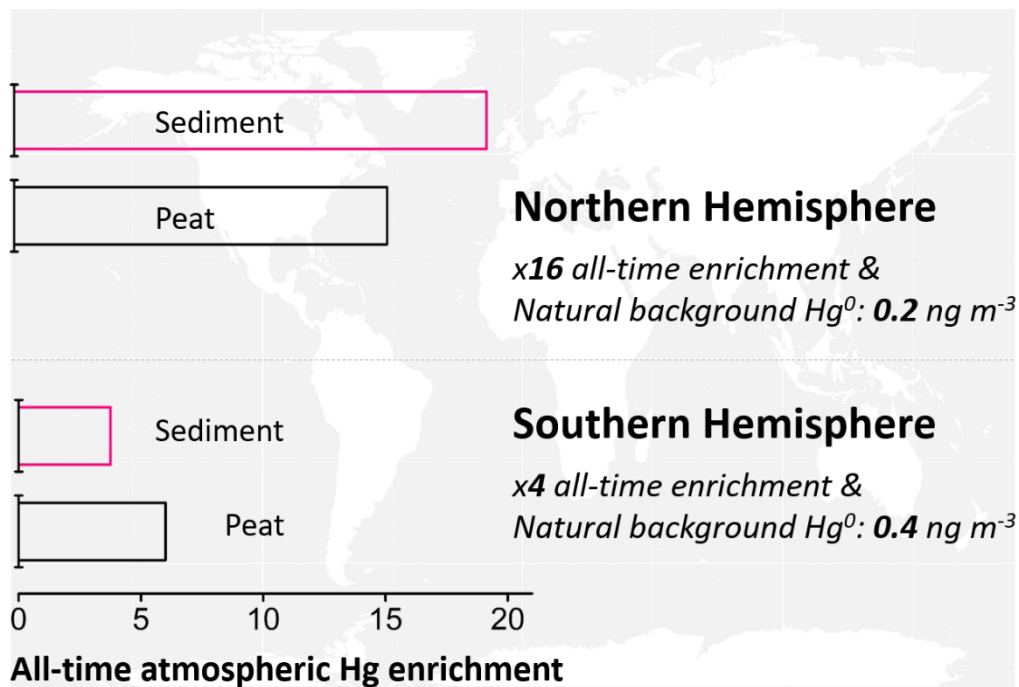 Sediment
Peat
Northern Hemisphere
x16 all-time enrichment &
Natural background Hg⁰: 0.2 ng m⁻³
Sediment
Southern Hemisphere
x4 all-time enrichment &
Peat
Natural background Hg⁰: 0.4 ng m⁻³
0 5 10 15 20
All-time atmospheric Hg enrichment